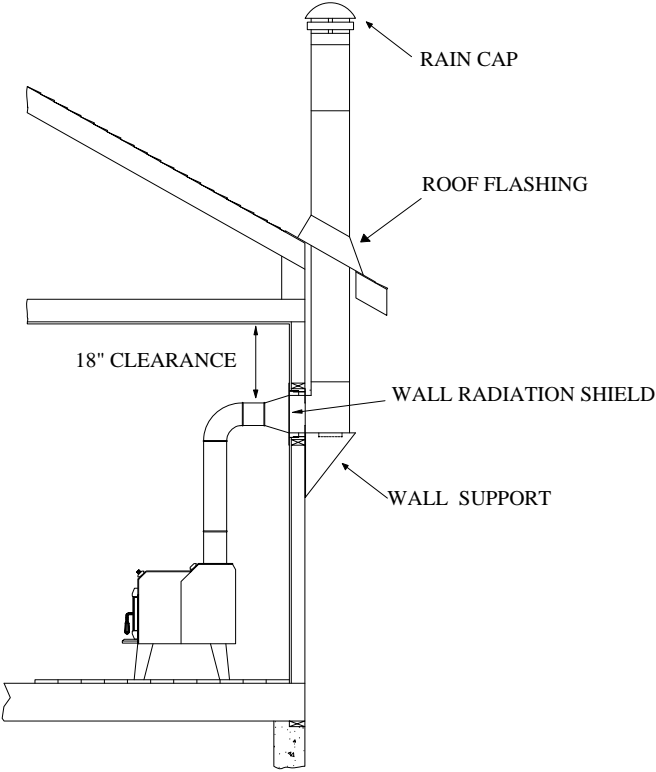 RAIN CAP
ROOF FLASHING
18" CLEARANCE
WALL RADIATION SHIELD
WALL SUPPORT